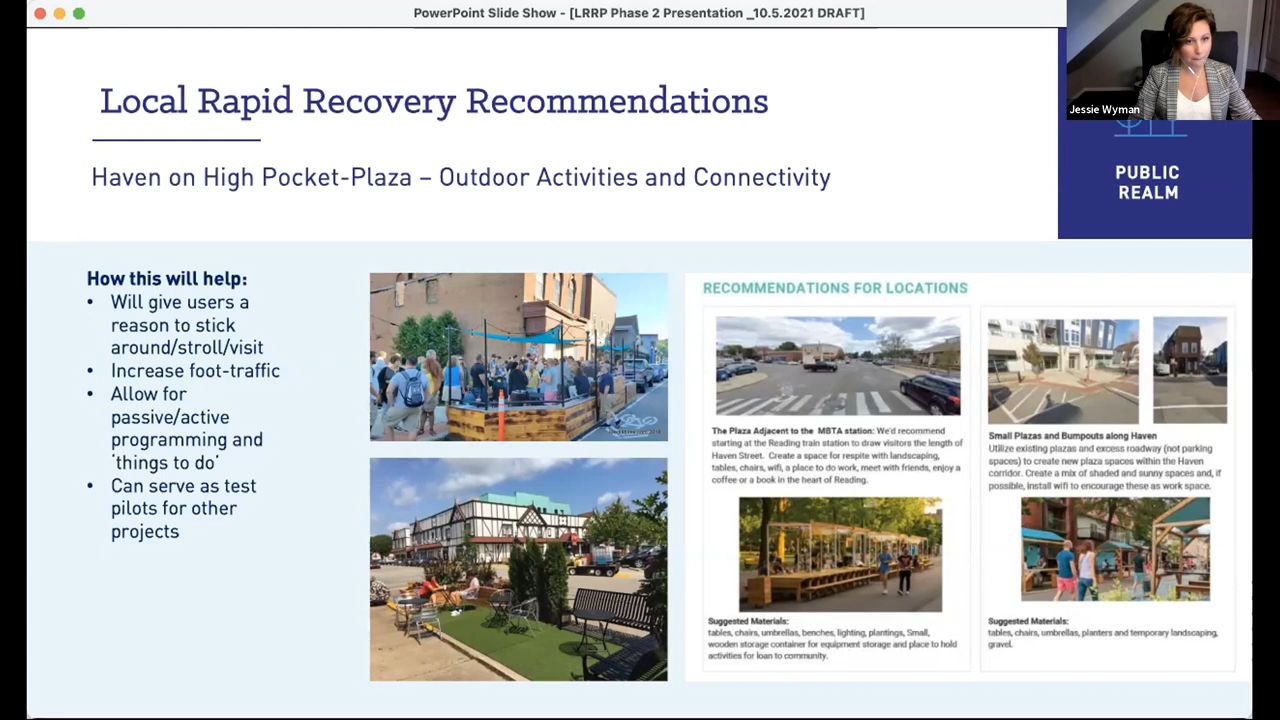 PowerPoint Slide Show - [LRRP Phase 2 Presentation _10.5.2021 DRAFT]
Jessie Wyman
Local Rapid Recovery Recommendations
PUBLIC
REALM
Haven on High Pocket-Plaza – Outdoor Activities and Connectivity
How this will help:
• Will give users a
reason to stick
around/stroll/visit
• Increase foot-traffic
• Allow for
passive/active
programming and
'things to do'
• Can serve as test
pilots for other
projects
RECOMMENDATIONS FOR LOCATIONS
The Plaza Adjacent to the MBTA station: We'd recommend
starting at the Reading train station to draw visitors the length of
Haven Street. Create a space for respite with landscaping,
tables, chairs, wifi, a place to do work, meet with friends, enjoy a
coffee or a book in the heart of Reading.
Suggested Materials:
tables, chairs, umbrellas, benches, lighting, plantings, Small,
wooden storage container for equipment storage and place to hold
activities for loan to community.
Small Plazas and Bumpouts along Haven
Utilize existing plazas and excess roadway (not parking
spaces) to create new plaza spaces within the Haven
corridor. Create a mix of shaded and sunny spaces and, if
possible, install wifi to encourage these as work space.
Suggested Materials:
tables, chairs, umbrellas, planters and temporary landscaping,
gravel.